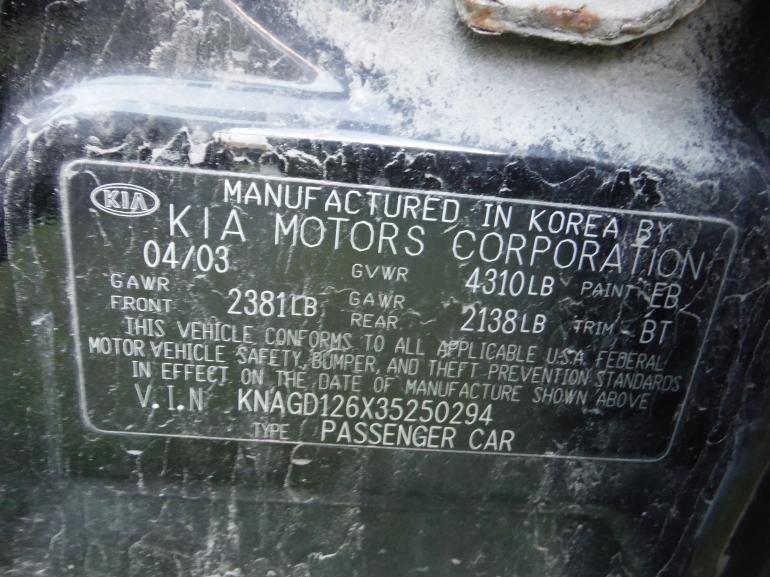 KIA
MANUFACTURED IN KOREA BY
KIA MOTORS CORPORATION
04/03 GVWR 4310LB PAINT-EB
GAWR FRONT 2381LB GAWR REAR 2138LB TRIM-BT
THIS VEHICLE CONFORMS TO ALL APPLICABLE U.S.A. FEDERAL
MOTOR VEHICLE SAFETY, BUMPER, AND THEFT PREVENTION STANDARDS
IN EFFECT ON THE DATE OF MANUFACTURE SHOWN ABOVE
V.I.N KNAGD126X35250294
TYPE PASSENGER CAR